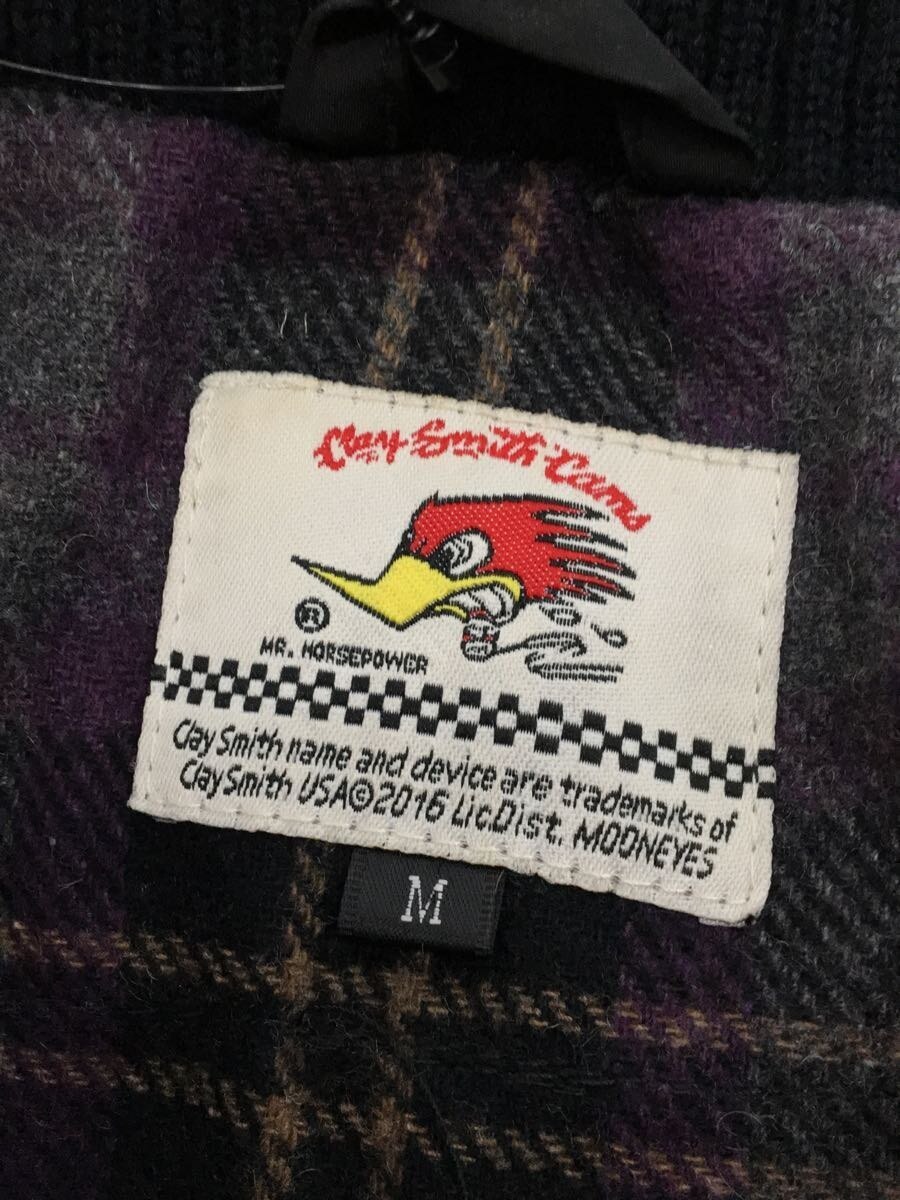 Clay Smith Cams
®
MR. HORSEPOWER
Clay Smith name and device are trademarks of
Clay Smith USA©2016 Lic.Dist. MOONEYES
M